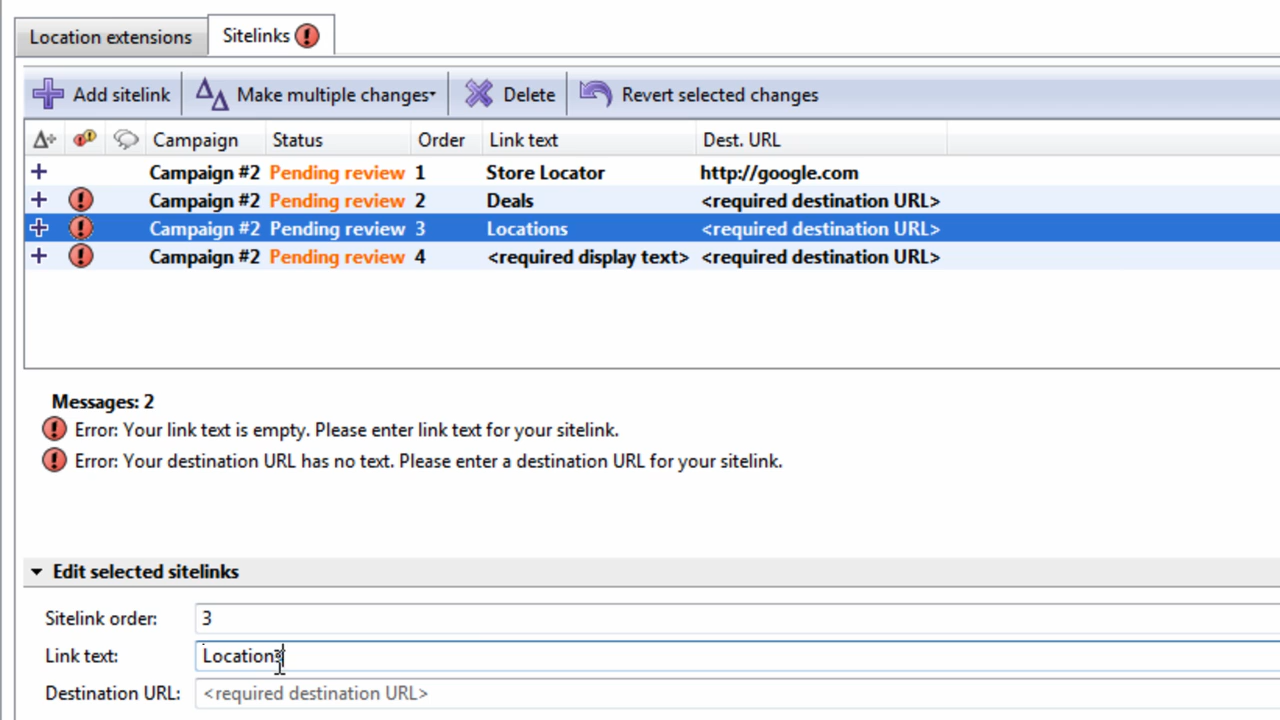 Location extensions Sitelinks
Add sitelink Make multiple changes Delete Revert selected changes
Campaign Status Order Link text Dest. URL
Campaign #2 Pending review 1 Store Locator http://google.com
Campaign #2 Pending review 2 Deals <required destination URL>
Campaign #2 Pending review 3 Locations <required destination URL>
Campaign #2 Pending review 4 <required display text> <required destination URL>
Messages: 2
Error: Your link text is empty. Please enter link text for your sitelink.
Error: Your destination URL has no text. Please enter a destination URL for your sitelink.
Edit selected sitelinks
Sitelink order: 3
Link text: Locations
Destination URL: <required destination URL>